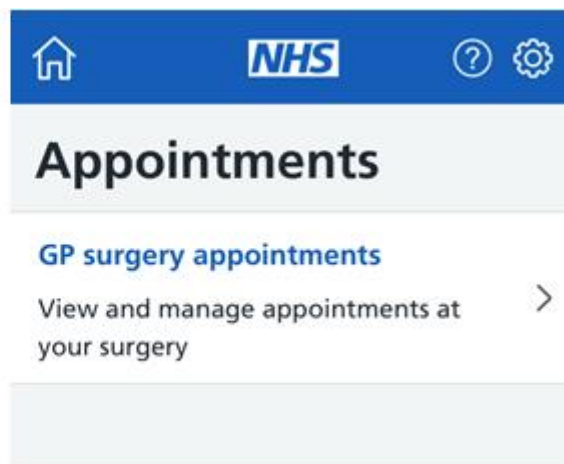 NHS
Appointments
GP surgery appointments
View and manage appointments at
your surgery